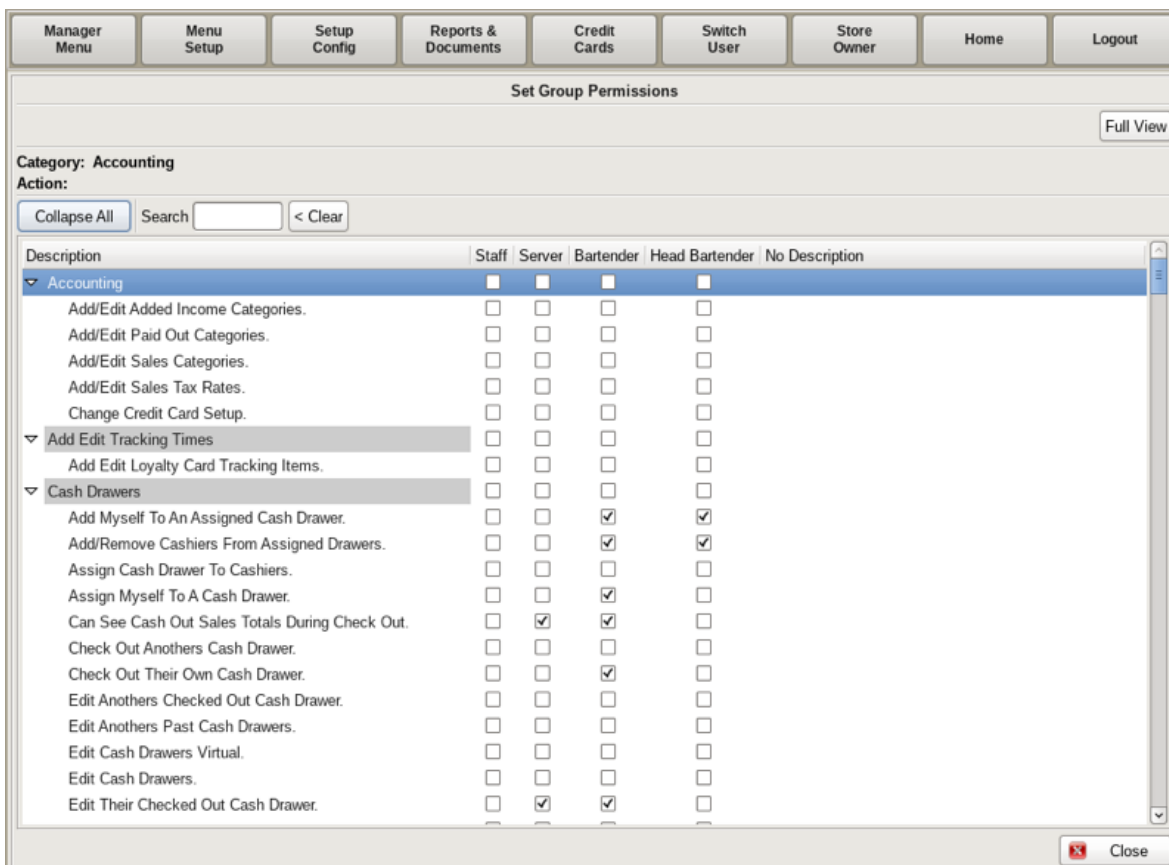 Manager Menu
Menu Setup
Setup Config
Reports & Documents
Credit Cards
Switch User
Store Owner
Home
Logout
Set Group Permissions
Full View
Category: Accounting
Action:
Collapse All Search < Clear
Description Staff Server Bartender Head Bartender No Description
Accounting
Add/Edit Added Income Categories.
Add/Edit Paid Out Categories.
Add/Edit Sales Categories.
Add/Edit Sales Tax Rates.
Change Credit Card Setup.
Add Edit Tracking Times
Add Edit Loyalty Card Tracking Items.
Cash Drawers
Add Myself To An Assigned Cash Drawer.
Add/Remove Cashiers From Assigned Drawers.
Assign Cash Drawer To Cashiers.
Assign Myself To A Cash Drawer.
Can See Cash Out Sales Totals During Check Out.
Check Out Anothers Cash Drawer.
Check Out Their Own Cash Drawer.
Edit Anothers Checked Out Cash Drawer.
Edit Anothers Past Cash Drawers.
Edit Cash Drawers Virtual.
Edit Cash Drawers.
Edit Their Checked Out Cash Drawer.
Close